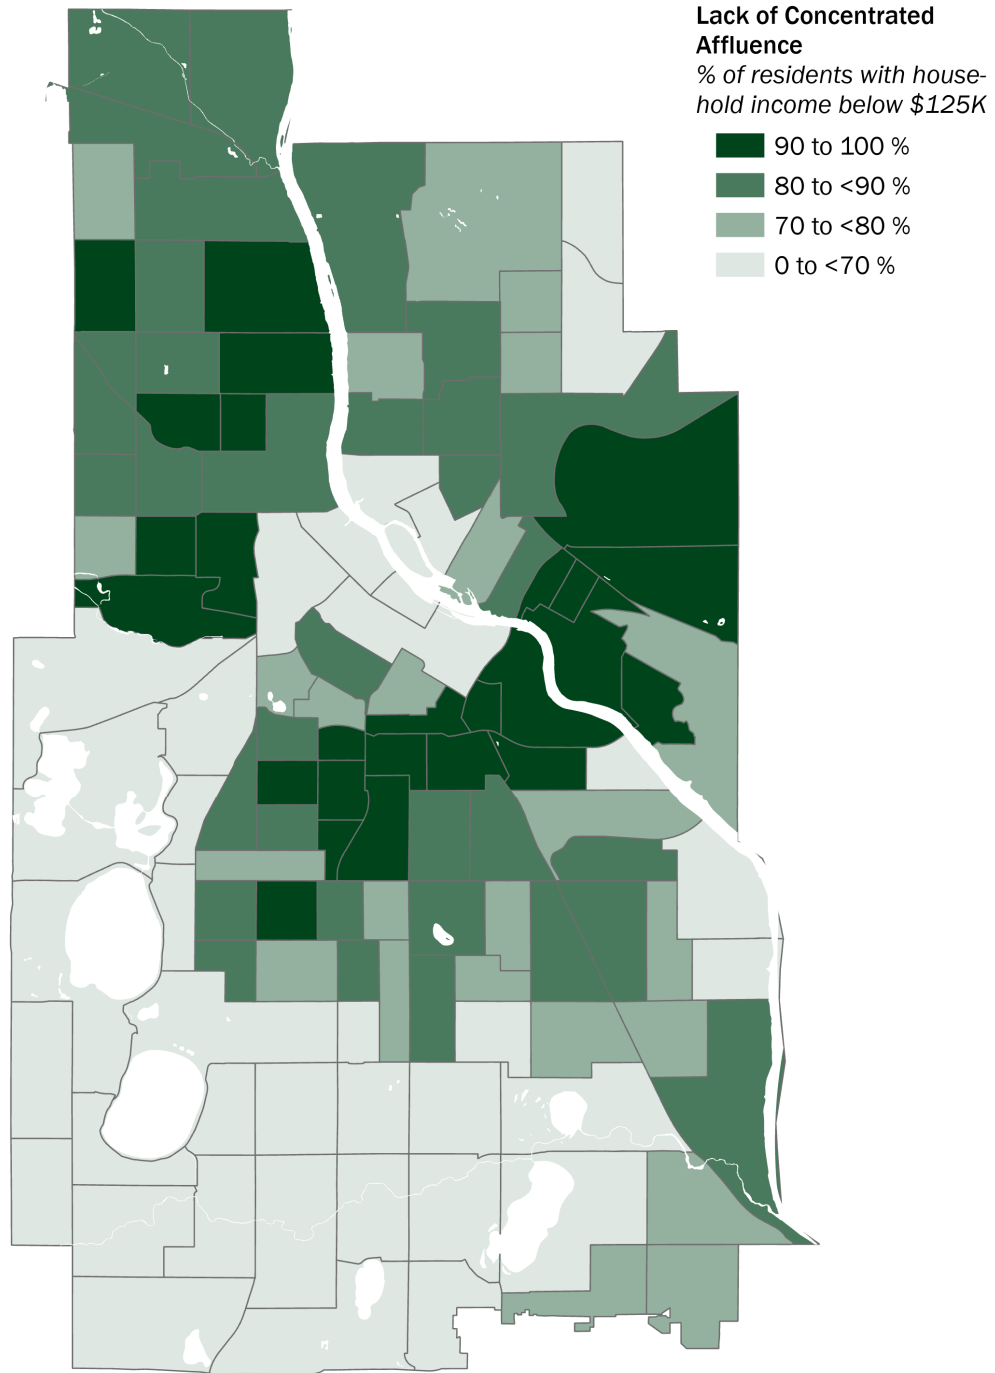 Lack of Concentrated
Affluence
% of residents with house-
hold income below $125K
90 to 100 %
80 to <90 %
70 to <80 %
0 to <70 %